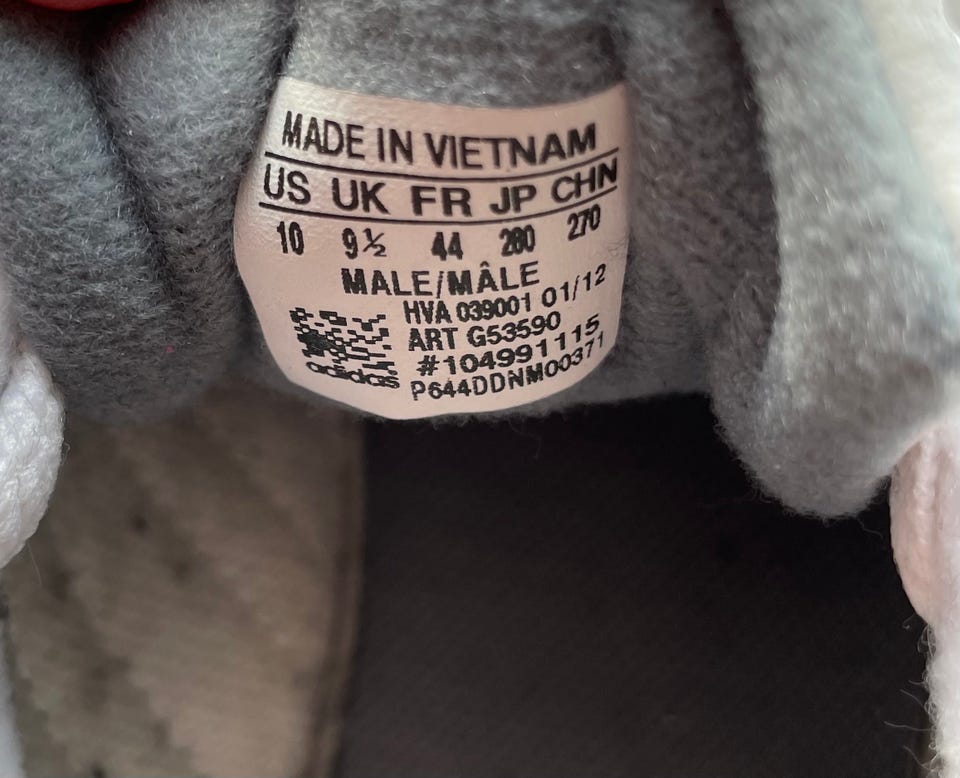 MADE IN VIETNAM
US UK FR JP CHN
10 9½ 44 280 270
MALE/MÂLE
HVA 039001 01/12
ART G53590
#104991115
P644DDNM00371
adidas